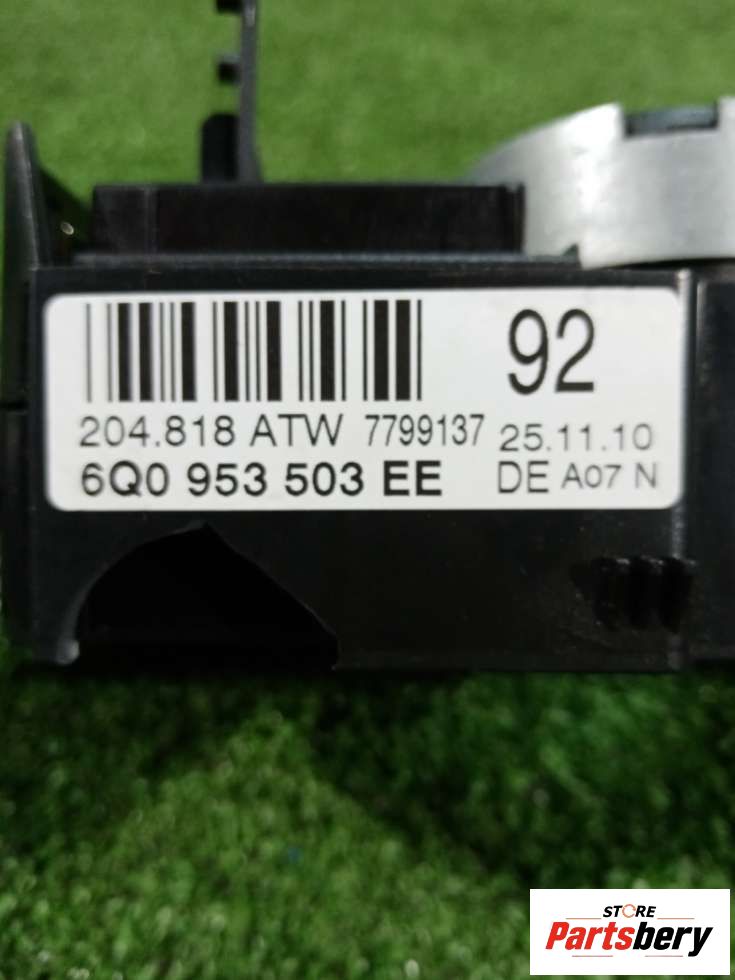 92
204.818 ATW 7799137 25.11.10
6Q0 953 503 EE DE A07 N
STORE
Partsbery